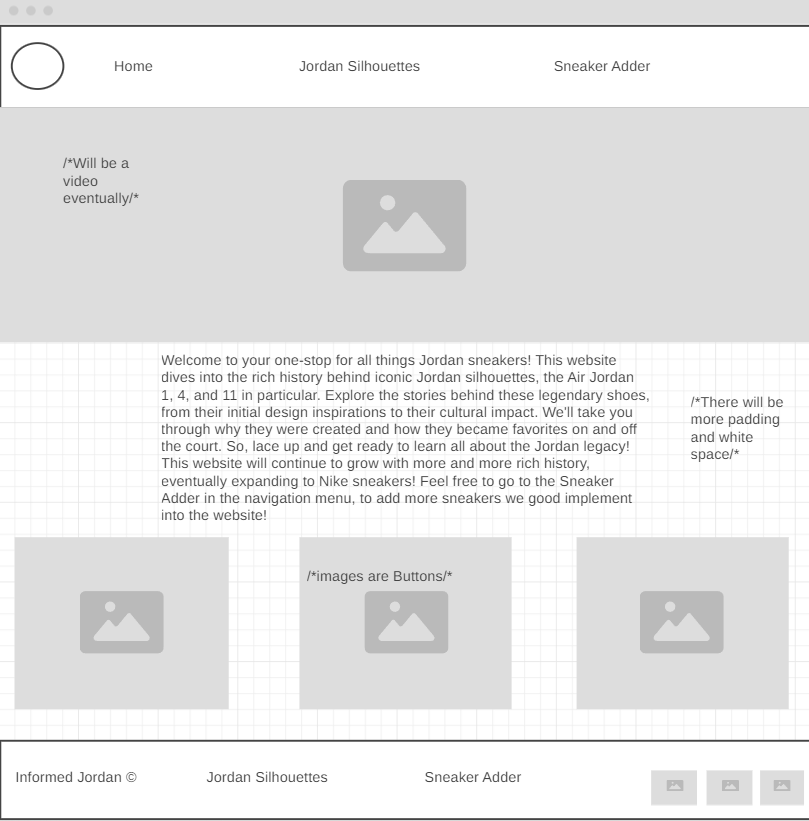 Home
Jordan Silhouettes
Sneaker Adder
/*Will be a
video
eventually/*
Welcome to your one-stop for all things Jordan sneakers! This website
dives into the rich history behind iconic Jordan silhouettes, the Air Jordan
1, 4, and 11 in particular. Explore the stories behind these legendary shoes,
from their initial design inspirations to their cultural impact. We'll take you
through why they were created and how they became favorites on and off
the court. So, lace up and get ready to learn all about the Jordan legacy!
This website will continue to grow with more and more rich history,
eventually expanding to Nike sneakers! Feel free to go to the Sneaker
Adder in the navigation menu, to add more sneakers we good implement
into the website!
/*There will be
more padding
and white
space/*
/*images are Buttons/*
Informed Jordan ©
Jordan Silhouettes
Sneaker Adder